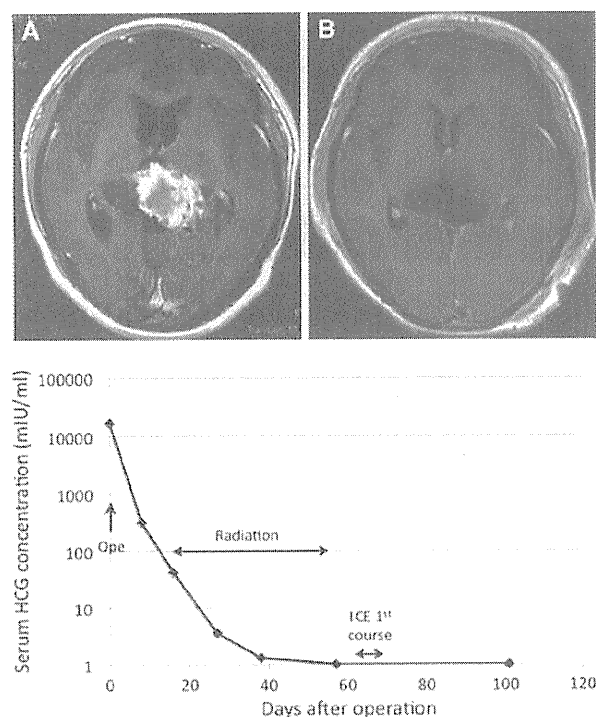 A
B
Serum HCG concentration (mIU/ml)
100000
10000
1000
100
10
1
Ope
Radiation
ICE 1st
course
0
20
40
60
80
100
120
Days after operation